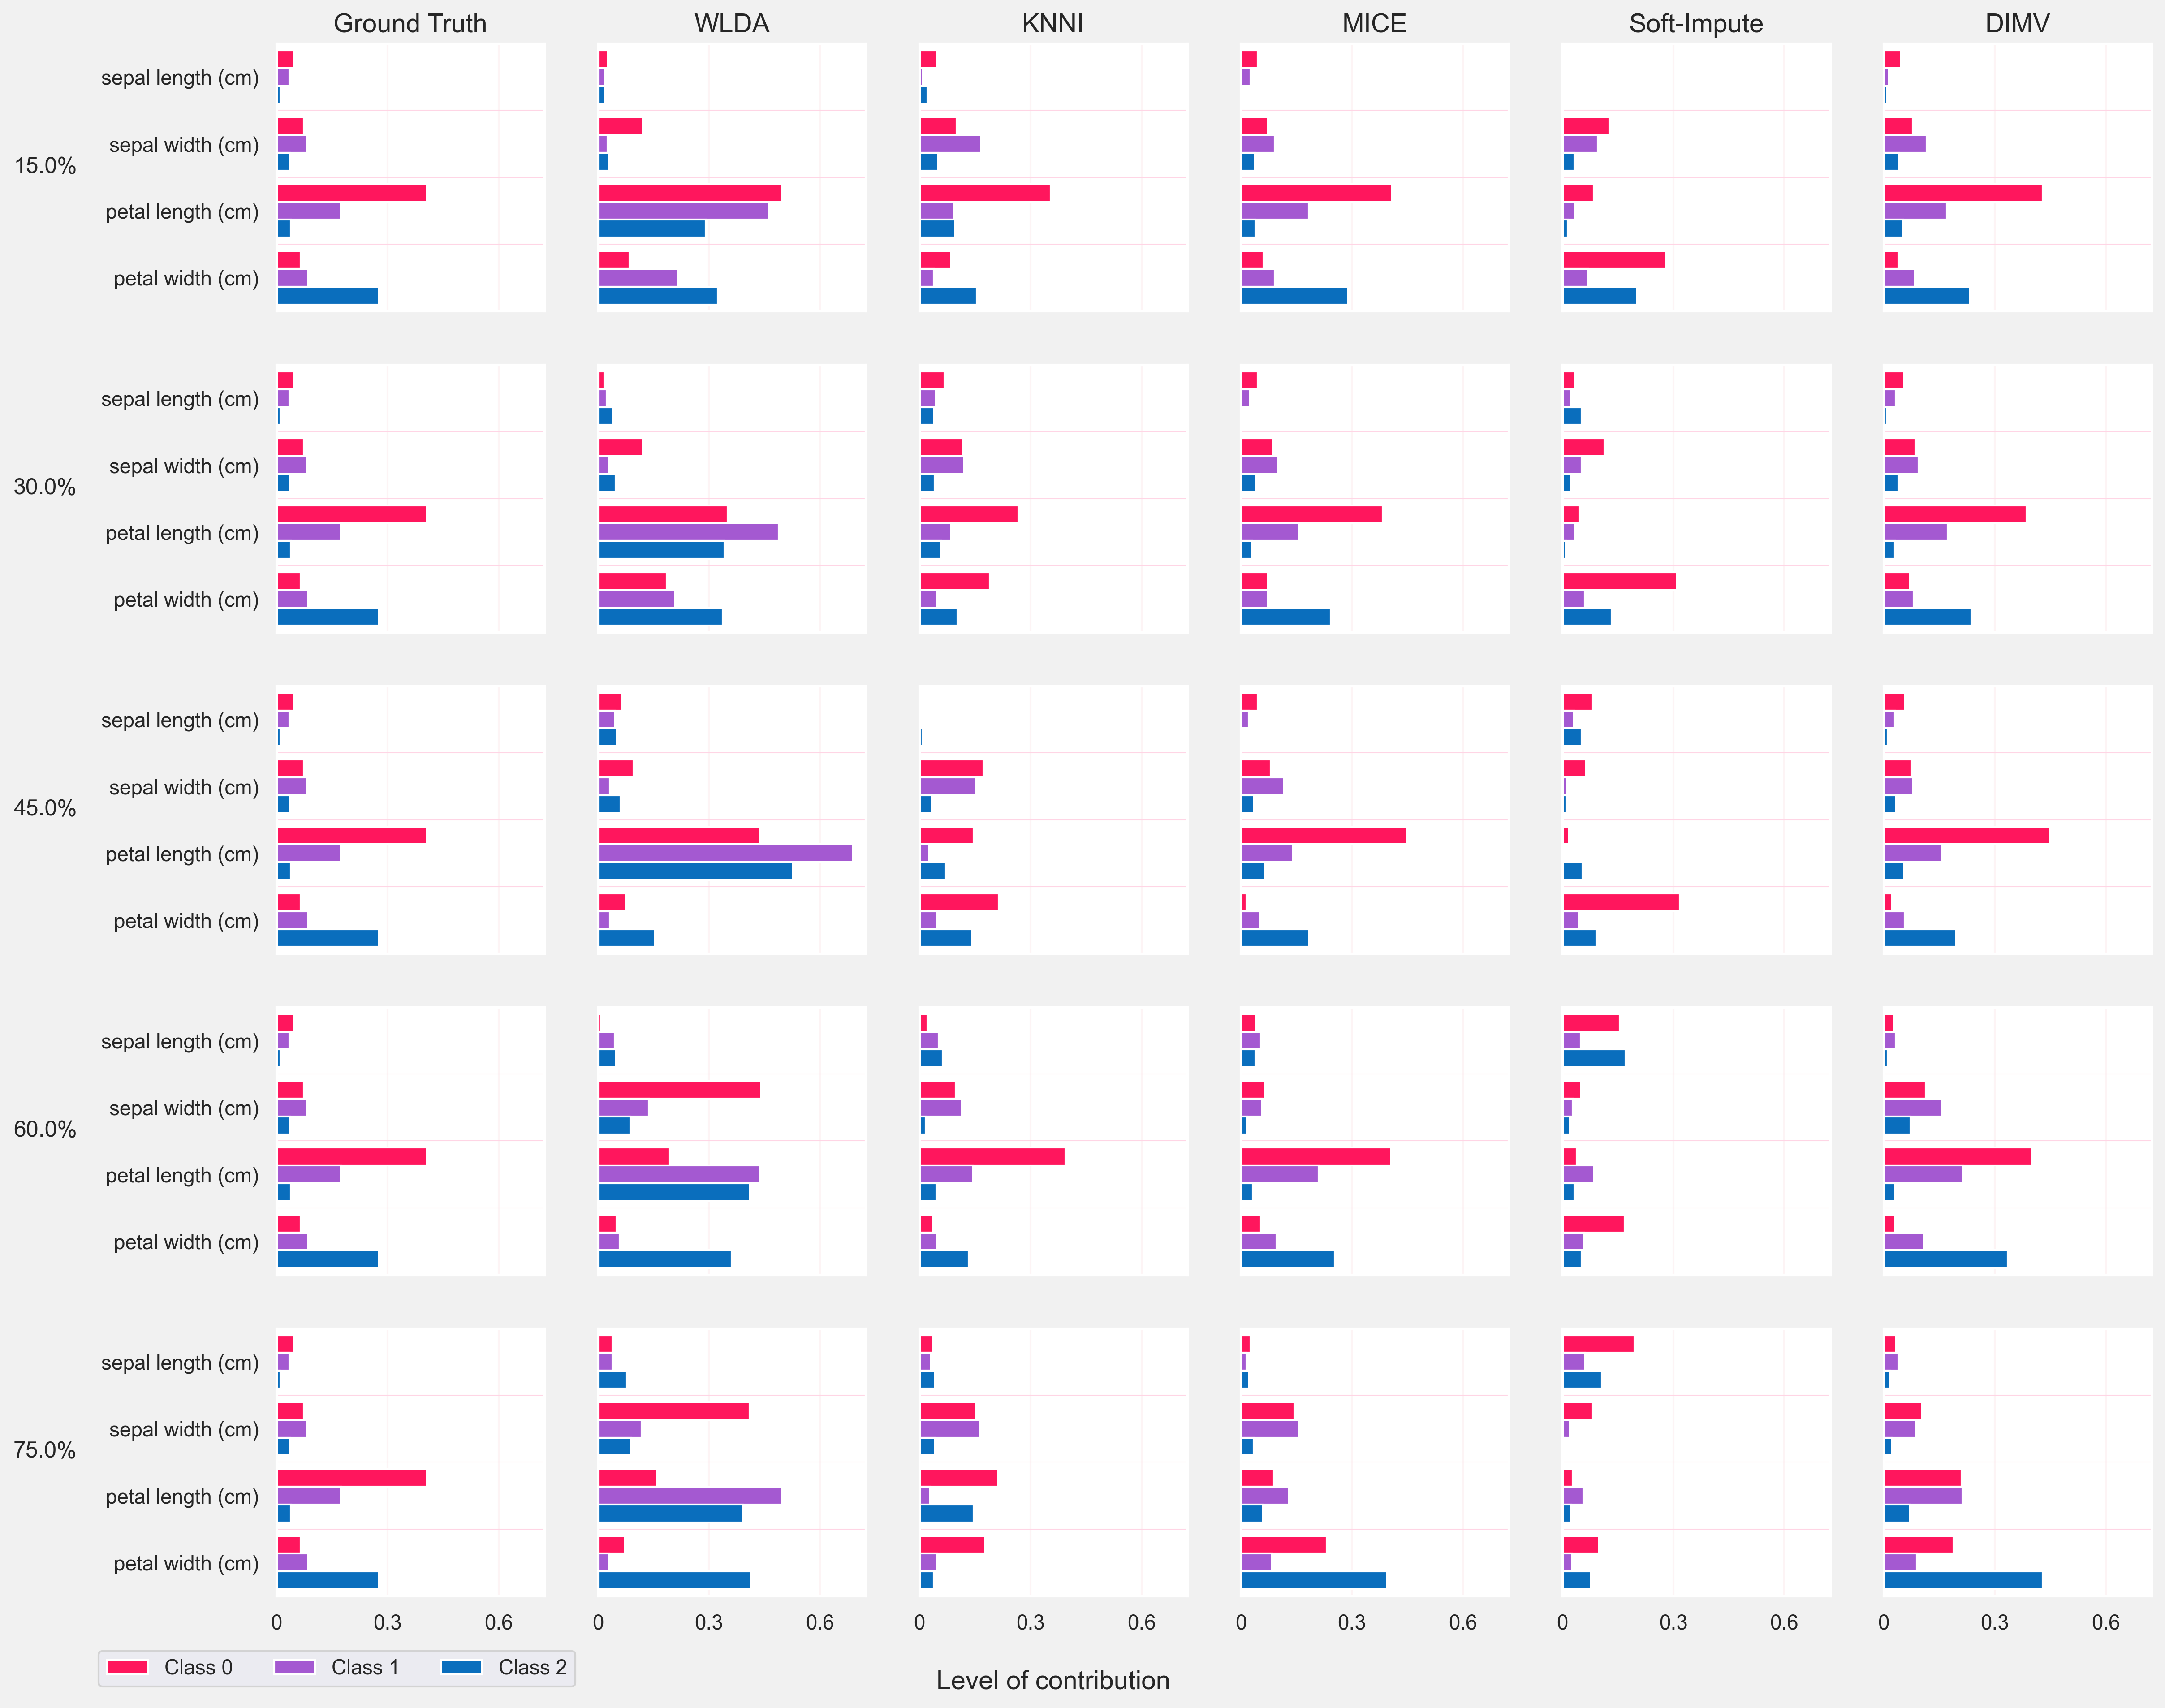 Ground Truth WLDA KNNI MICE Soft-Impute DIMV
15.0%
sepal length (cm)
sepal width (cm)
petal length (cm)
petal width (cm)
30.0%
sepal length (cm)
sepal width (cm)
petal length (cm)
petal width (cm)
45.0%
sepal length (cm)
sepal width (cm)
petal length (cm)
petal width (cm)
60.0%
sepal length (cm)
sepal width (cm)
petal length (cm)
petal width (cm)
75.0%
sepal length (cm)
sepal width (cm)
petal length (cm)
petal width (cm)
0 0.3 0.6 0 0.3 0.6 0 0.3 0.6 0 0.3 0.6 0 0.3 0.6 0 0.3 0.6
Class 0 Class 1 Class 2
Level of contribution